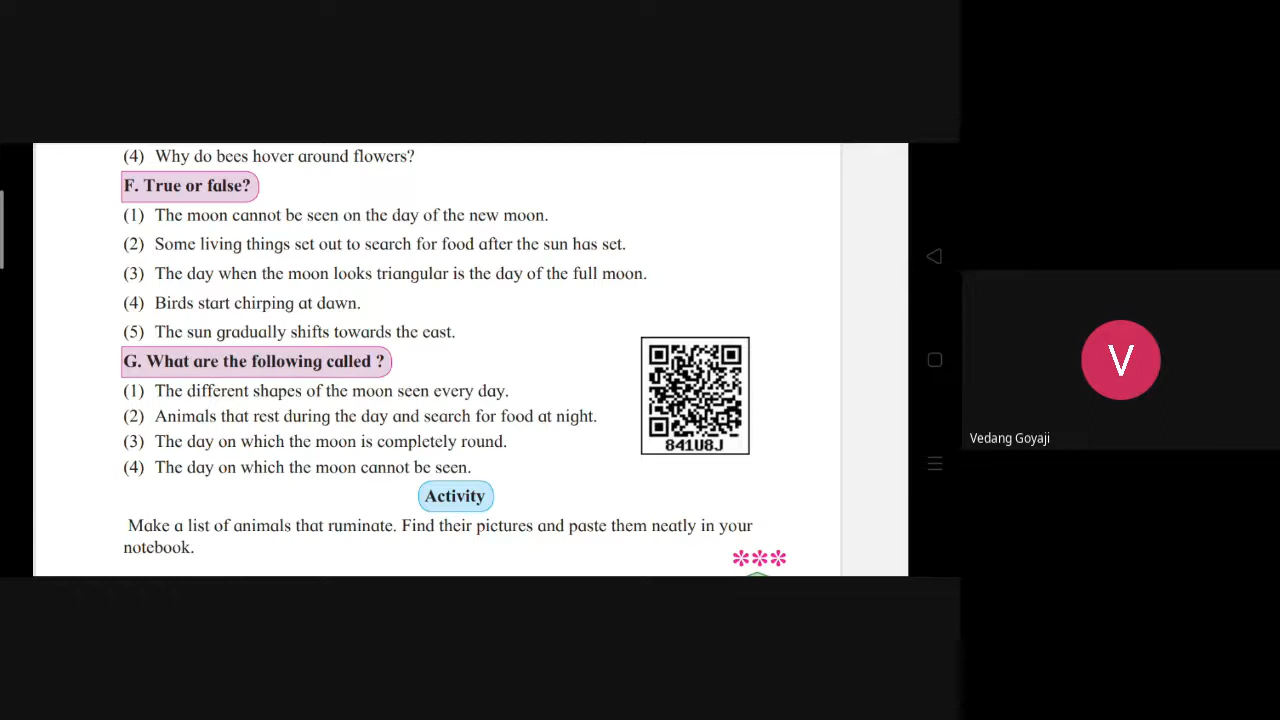 (4) Why do bees hover around flowers?
F. True or false?
(1) The moon cannot be seen on the day of the new moon.
(2) Some living things set out to search for food after the sun has set.
(3) The day when the moon looks triangular is the day of the full moon.
(4) Birds start chirping at dawn.
(5) The sun gradually shifts towards the east.
G. What are the following called ?
(1) The different shapes of the moon seen every day.
(2) Animals that rest during the day and search for food at night.
(3) The day on which the moon is completely round.
(4) The day on which the moon cannot be seen.
841U8J
Activity
Make a list of animals that ruminate. Find their pictures and paste them neatly in your
notebook.
V
Vedang Goyaji